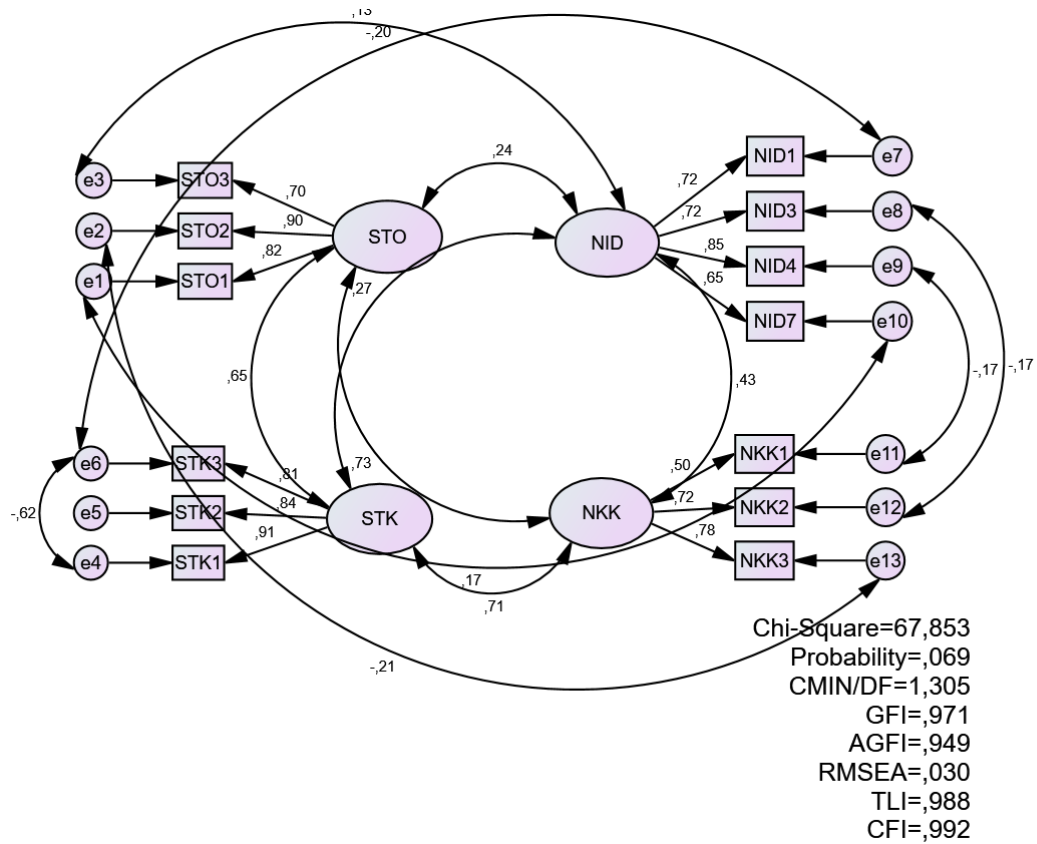 ,13
-,20
e3
STO3
,70
e2
STO2
,90
e1
STO1
,82
STO
,24
NID
,72
NID1
e7
,72
NID3
e8
,85
NID4
e9
,65
NID7
e10
,27
,65
,43
-,17
-,17
e6
STK3
,81
,73
e5
STK2
,84
e4
STK1
,91
-,62
STK
NKK
,50
NKK1
e11
,72
NKK2
e12
,78
NKK3
e13
,17
,71
-,21
Chi-Square=67,853
Probability=,069
CMIN/DF=1,305
GFI=,971
AGFI=,949
RMSEA=,030
TLI=,988
CFI=,992